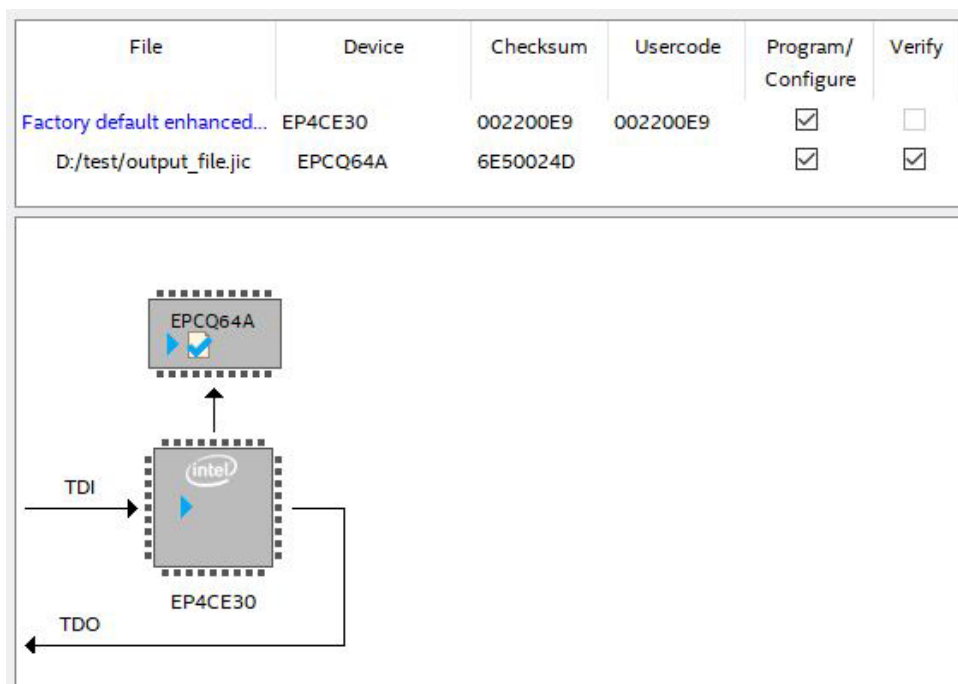 File Device Checksum Usercode Program/ Verify
Configure
Factory default enhanced... EP4CE30 002200E9 002200E9
D:/test/output_file.jic EPCQ64A 6E50024D
EPCQ64A
intel
TDI
EP4CE30
TDO